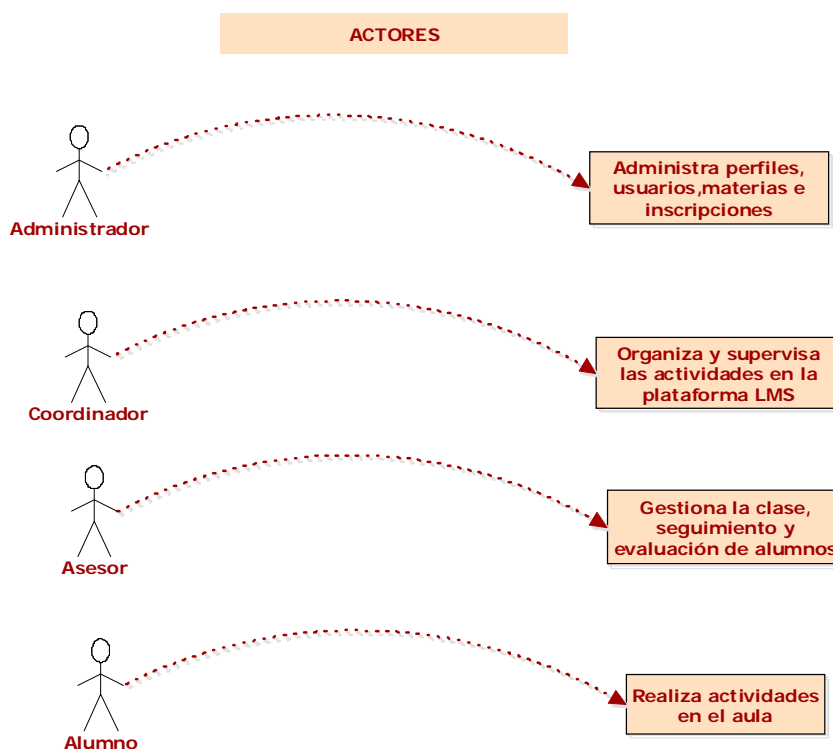 ACTORES
Administra perfiles,
usuarios,materias e
inscripciones
Administrador
Organiza y supervisa
las actividades en la
plataforma LMS
Coordinador
Gestiona la clase,
seguimiento y
evaluación de alumnos
Asesor
Realiza actividades
en el aula
Alumno